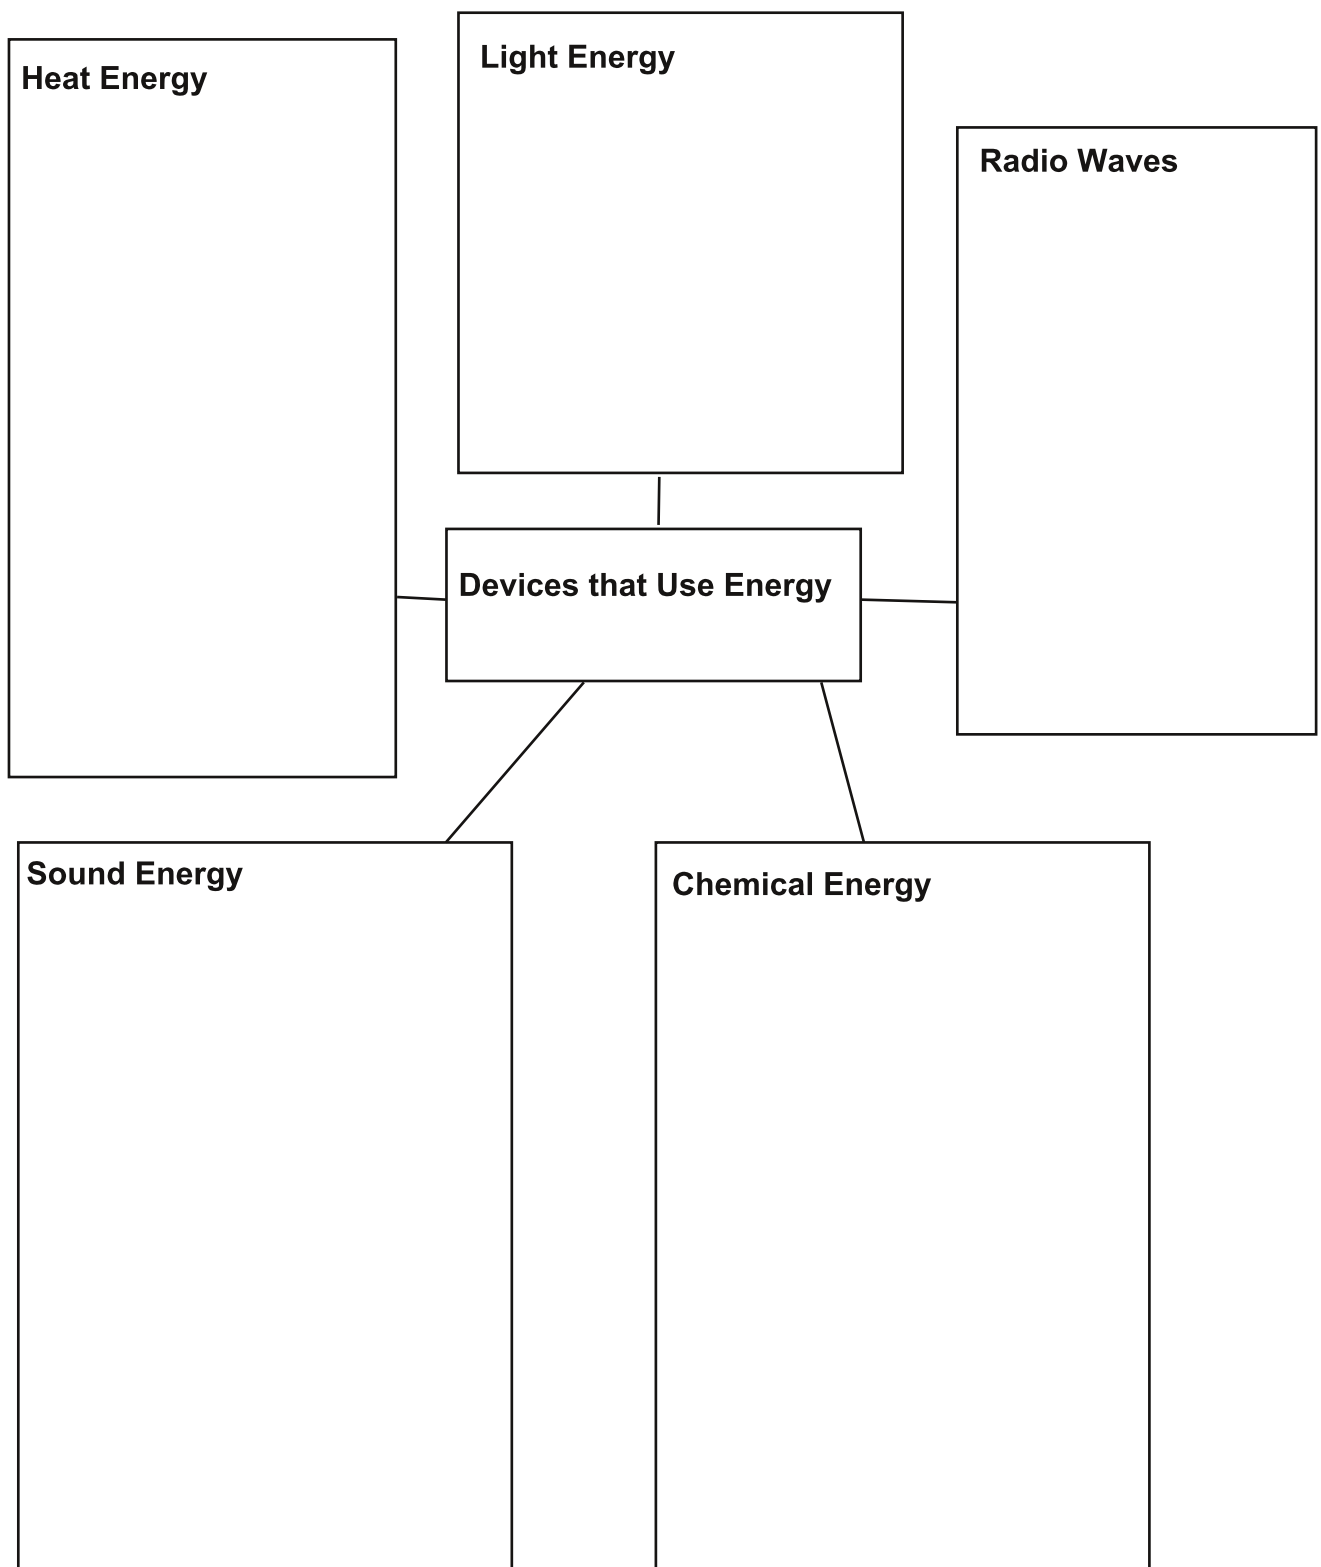 Heat Energy
Light Energy
Radio Waves
Devices that Use Energy
Sound Energy
Chemical Energy